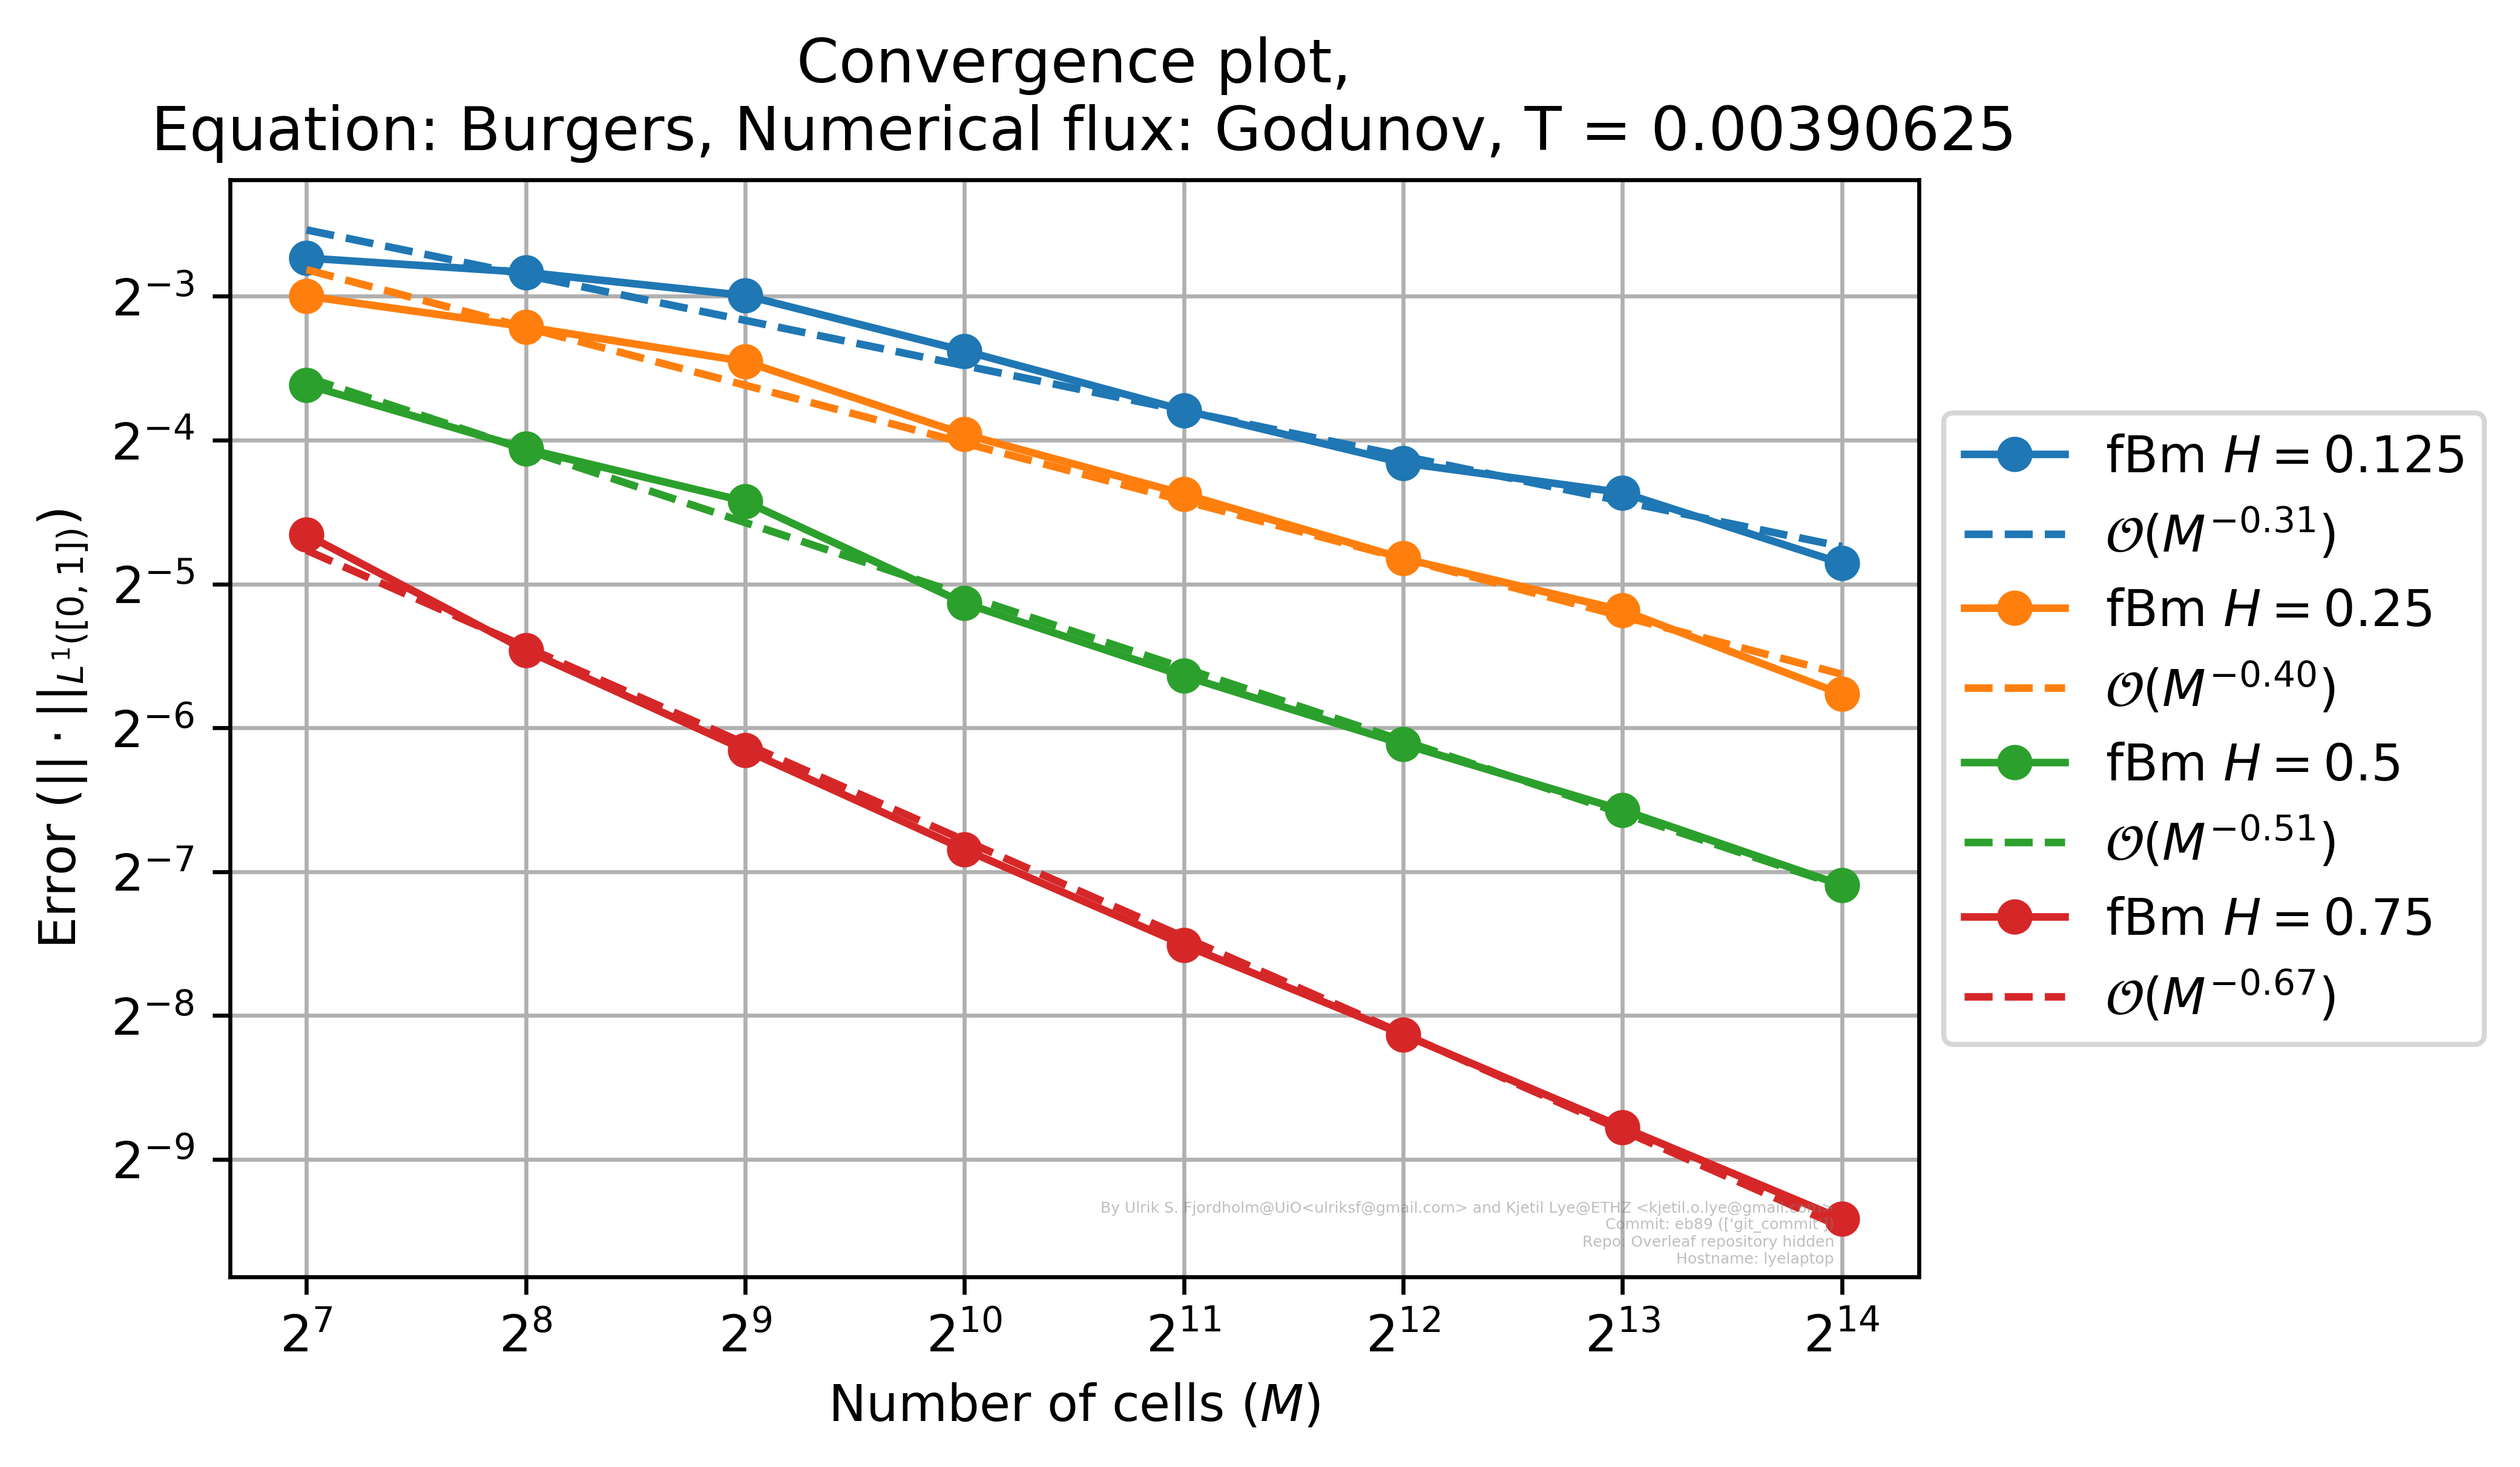 Convergence plot,
Equation: Burgers, Numerical flux: Godunov, T = 0.00390625
Error (|| · ||_{L^1([0, 1])})
2^{−3}
2^{−4}
2^{−5}
2^{−6}
2^{−7}
2^{−8}
2^{−9}
2^7 2^8 2^9 2^{10} 2^{11} 2^{12} 2^{13} 2^{14}
Number of cells (M)
fBm H = 0.125
𝒪(M^{−0.31})
fBm H = 0.25
𝒪(M^{−0.40})
fBm H = 0.5
𝒪(M^{−0.51})
fBm H = 0.75
𝒪(M^{−0.67})
By Ulrik S. Fjordholm@UiO<ulriksf@gmail.com> and Kjetil Lye@ETHZ <kjetil.o.lye@gmail.com>
Commit: eb89 (['git_commit'])
Repo: Overleaf repository hidden
Hostname: lyelaptop